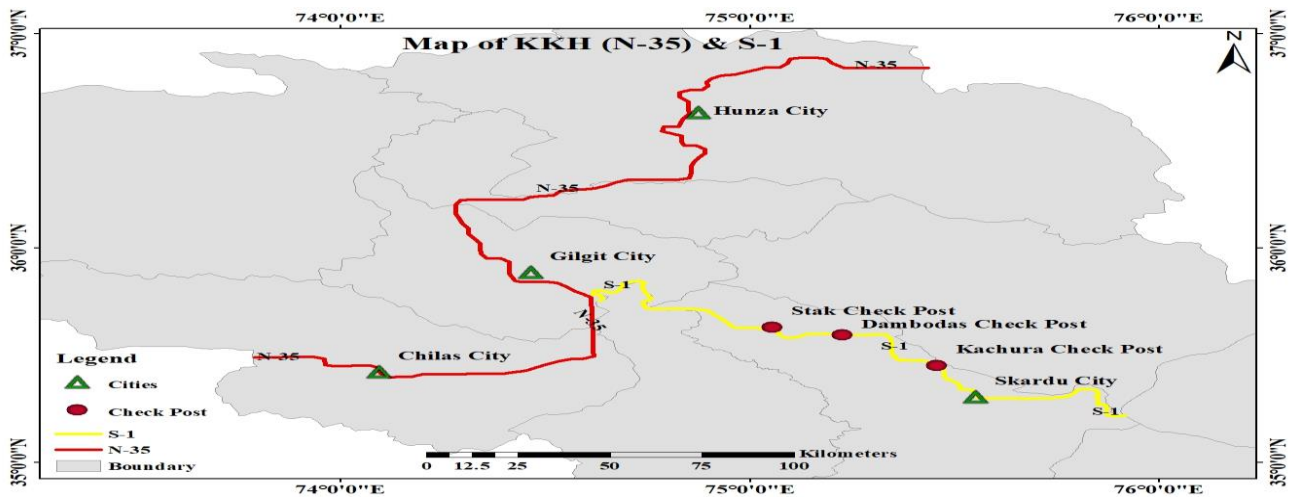 74°0'0"E 75°0'0"E 76°0'0"E
37°0'0"N 37°0'0"N
Map of KKH (N-35) & S-1
N
N-35
Hunza City
N-35
36°0'0"N 36°0'0"N
Gilgit City
S-1
Stak Check Post
N-35
Dambodas Check Post
S-1
Kachura Check Post
Legend
N-35
Chilas City
Cities
Skardu City
Check Post
S-1
S-1
N-35
Boundary
Kilometers
0 12.5 25 50 75 100
35°0'0"N 35°0'0"N
74°0'0"E 75°0'0"E 76°0'0"E